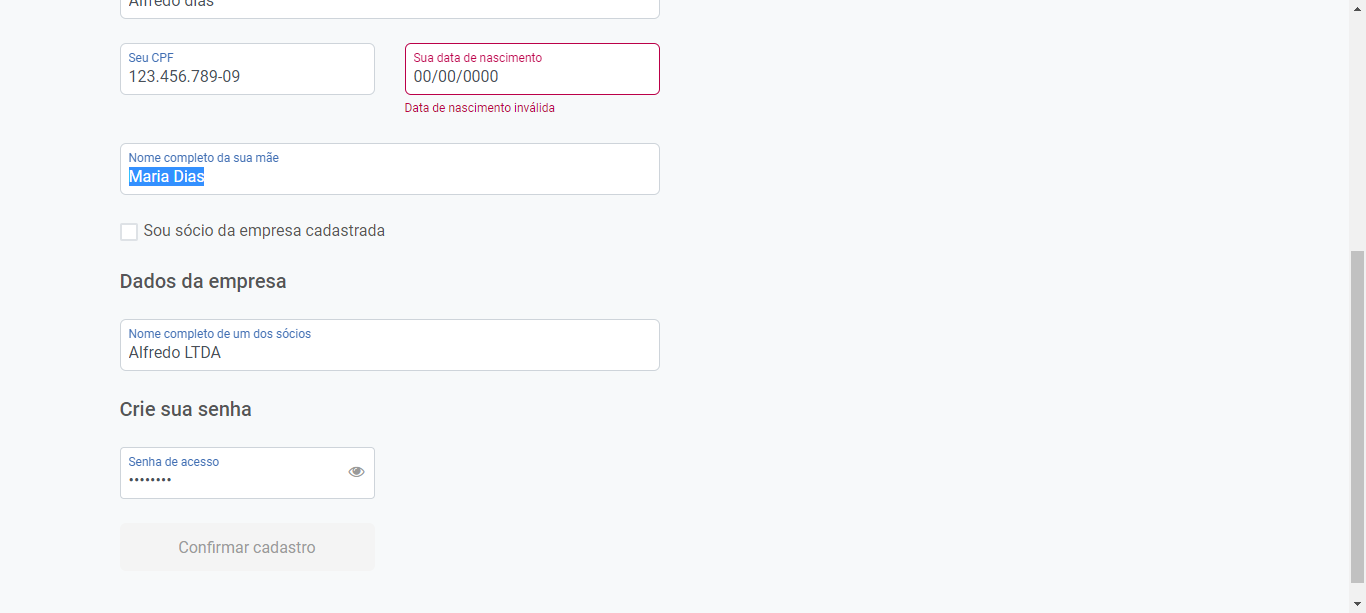 Alfredo dias
Seu CPF
123.456.789-09
Sua data de nascimento
00/00/0000
Data de nascimento inválida
Nome completo da sua mãe
Maria Dias
Sou sócio da empresa cadastrada
Dados da empresa
Nome completo de um dos sócios
Alfredo LTDA
Crie sua senha
Senha de acesso
••••••••
Confirmar cadastro